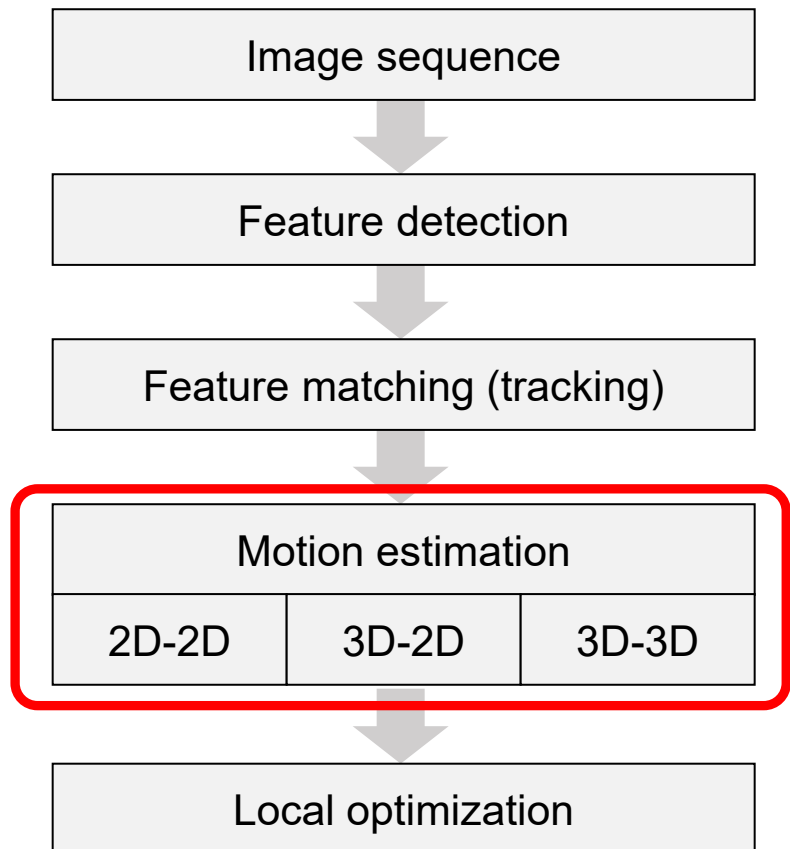 Image sequence
Feature detection
Feature matching (tracking)
Motion estimation
2D-2D 3D-2D 3D-3D
Local optimization